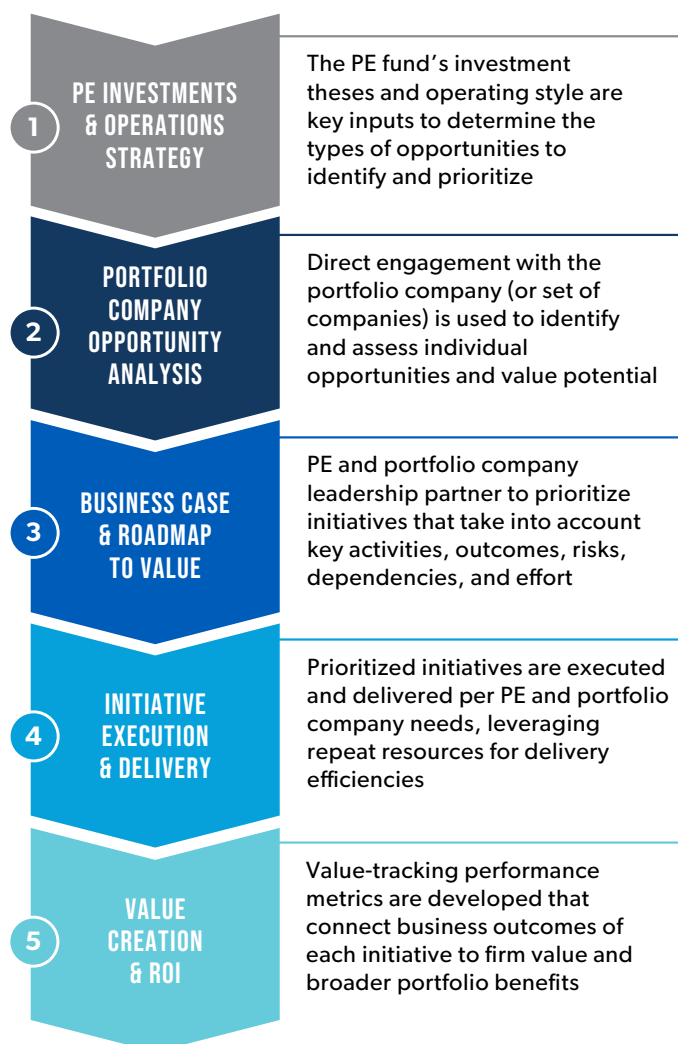 1
PE INVESTMENTS
& OPERATIONS
STRATEGY
The PE fund’s investment
theses and operating style are
key inputs to determine the
types of opportunities to
identify and prioritize
2
PORTFOLIO
COMPANY
OPPORTUNITY
ANALYSIS
Direct engagement with the
portfolio company (or set of
companies) is used to identify
and assess individual
opportunities and value potential
3
BUSINESS CASE
& ROADMAP
TO VALUE
PE and portfolio company
leadership partner to prioritize
initiatives that take into account
key activities, outcomes, risks,
dependencies, and effort
4
INITIATIVE
EXECUTION
& DELIVERY
Prioritized initiatives are executed
and delivered per PE and portfolio
company needs, leveraging
repeat resources for delivery
efficiencies
5
VALUE
CREATION
& ROI
Value-tracking performance
metrics are developed that
connect business outcomes of
each initiative to firm value and
broader portfolio benefits